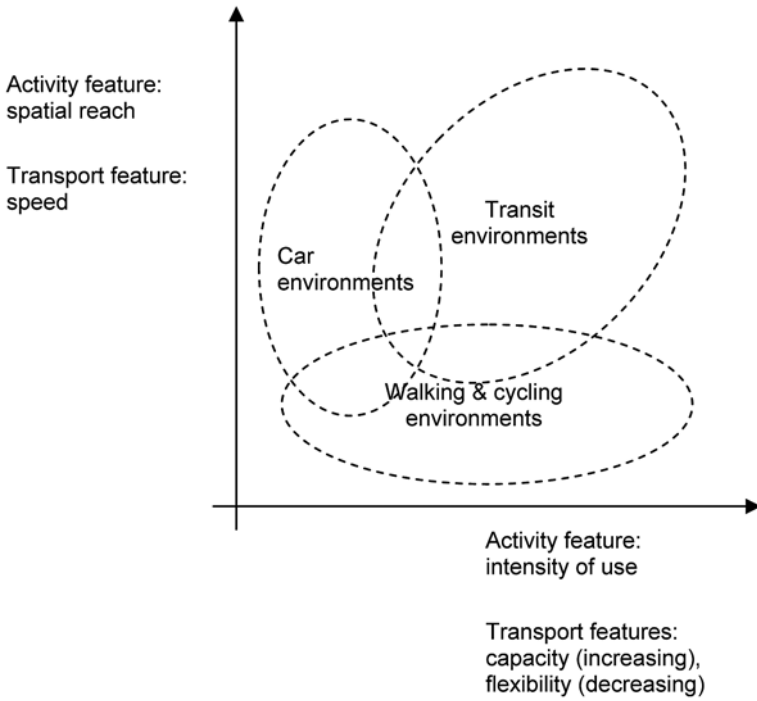 Activity feature:
spatial reach
Transport feature:
speed
Transit
environments
Car
environments
Walking & cycling
environments
Activity feature:
intensity of use
Transport features:
capacity (increasing),
flexibility (decreasing)